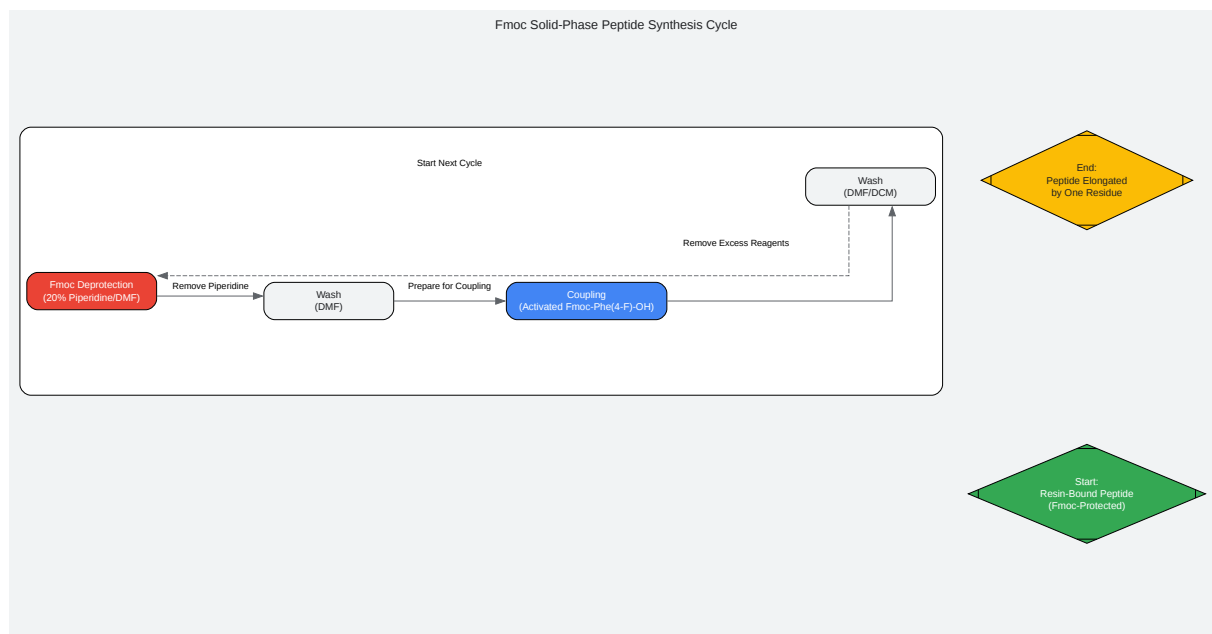 Fmoc Solid-Phase Peptide Synthesis Cycle
Start Next Cycle
Wash
(DMF/DCM)
End:
Peptide Elongated
by One Residue
Remove Excess Reagents
Fmoc Deprotection
(20% Piperidine/DMF)
Remove Piperidine
Wash
(DMF)
Prepare for Coupling
Coupling
(Activated Fmoc-Phe(4-F)-OH)
Start:
Resin-Bound Peptide
(Fmoc-Protected)